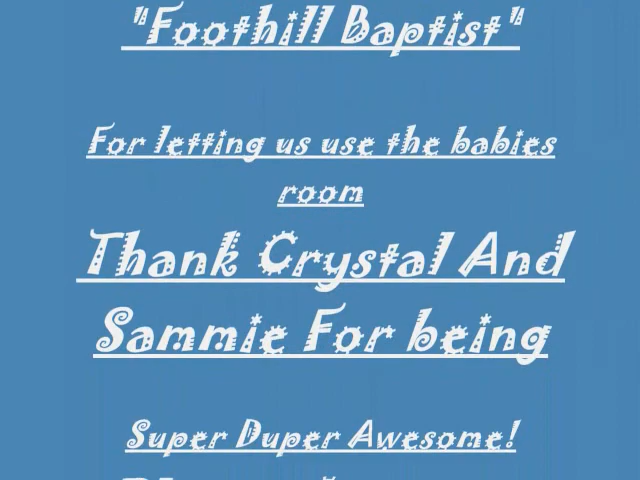 "Foothill Baptist"
For letting us use the babies
room
Thank Crystal And
Sammie For being
Super Duper Awesome!